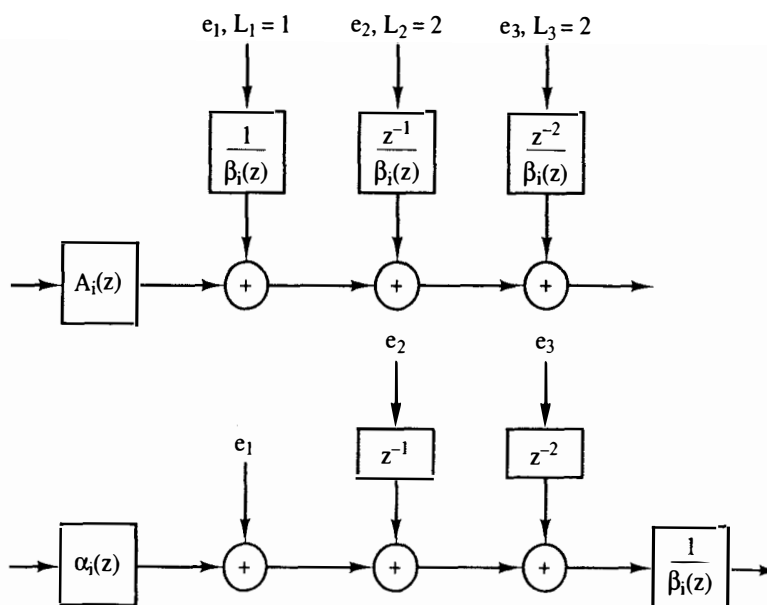 e₁, L₁ = 1 e₂, L₂ = 2 e₃, L₃ = 2
1/βᵢ(z) z⁻¹/βᵢ(z) z⁻²/βᵢ(z)
Aᵢ(z) + + +
e₂ e₃
e₁ z⁻¹ z⁻²
αᵢ(z) + + + 1/βᵢ(z)